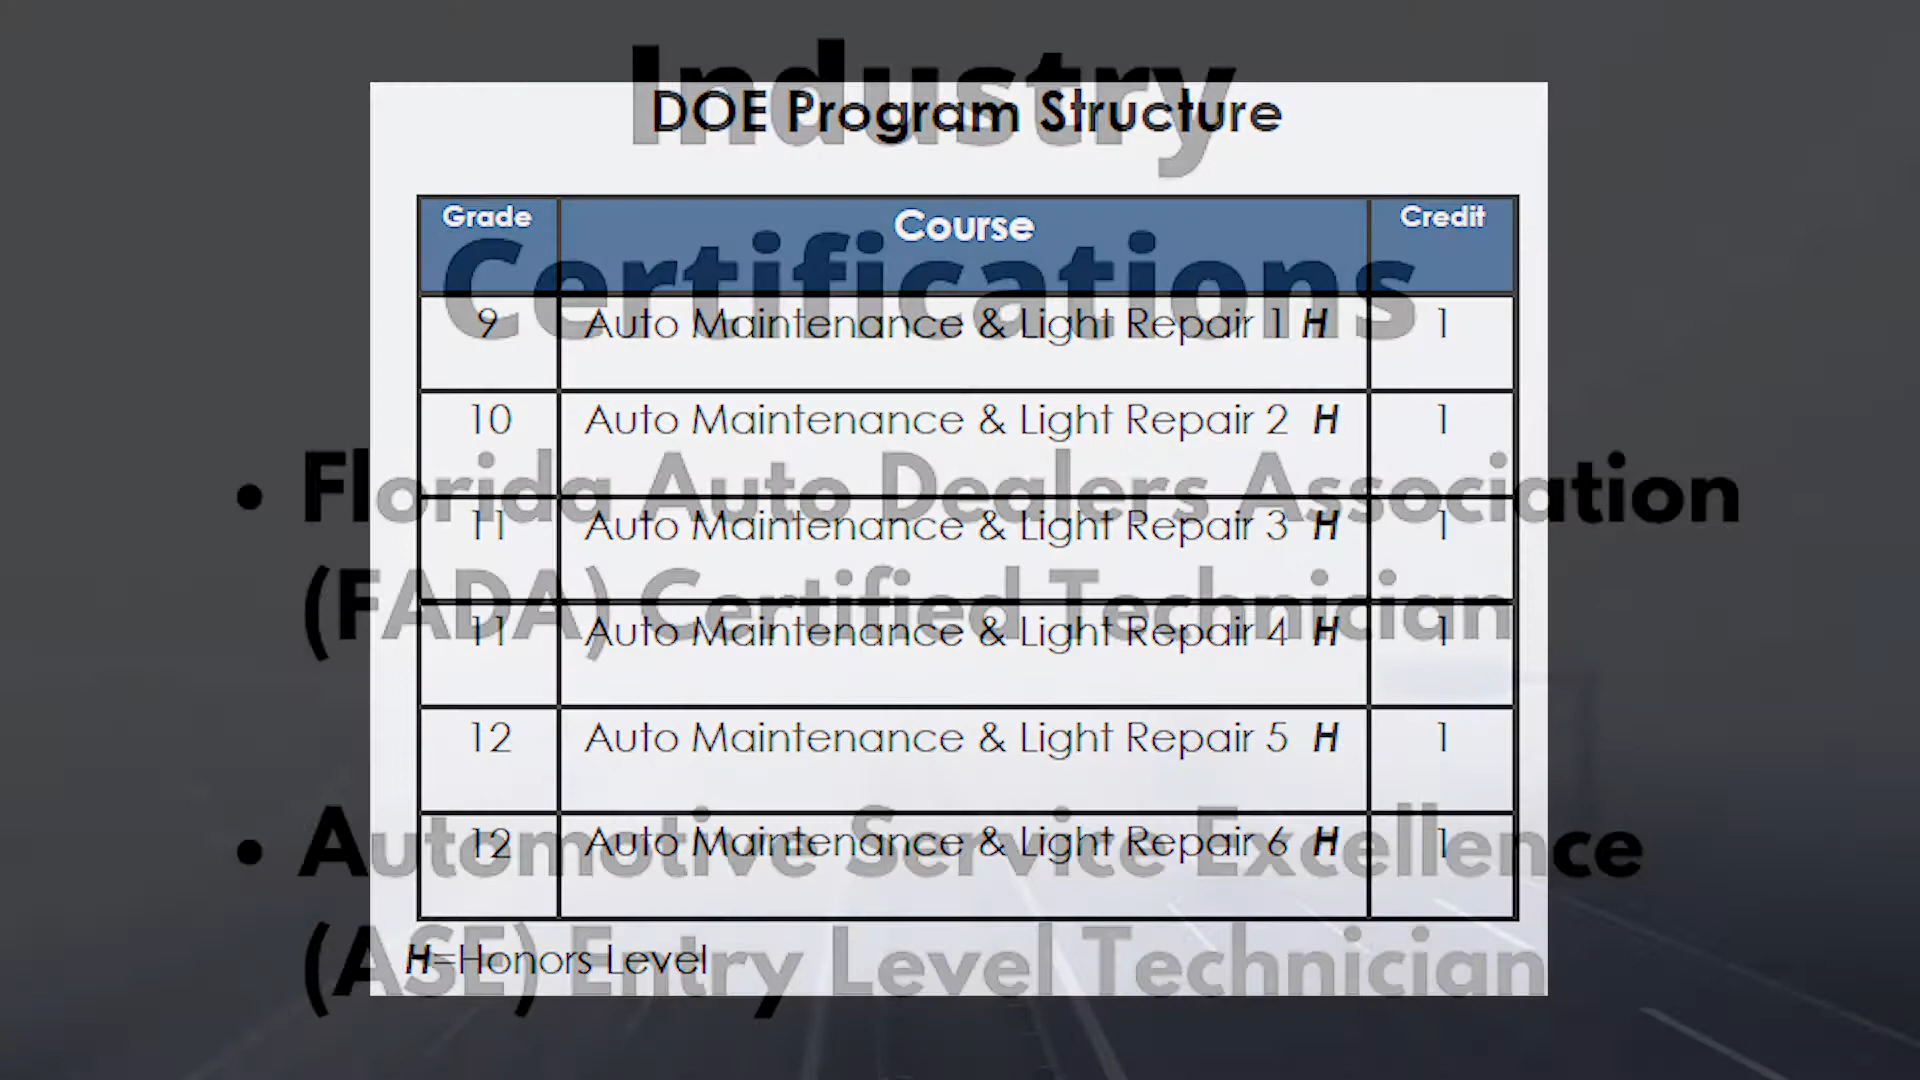 Industry
Certifications
• Florida Auto Dealers Association
(FADA) Certified Technician
• Automotive Service Excellence
(ASE) Entry Level Technician
DOE Program Structure
Grade Course Credit
9 Auto Maintenance & Light Repair 1 H 1
10 Auto Maintenance & Light Repair 2 H 1
11 Auto Maintenance & Light Repair 3 H 1
11 Auto Maintenance & Light Repair 4 H 1
12 Auto Maintenance & Light Repair 5 H 1
12 Auto Maintenance & Light Repair 6 H 1
H=Honors Level